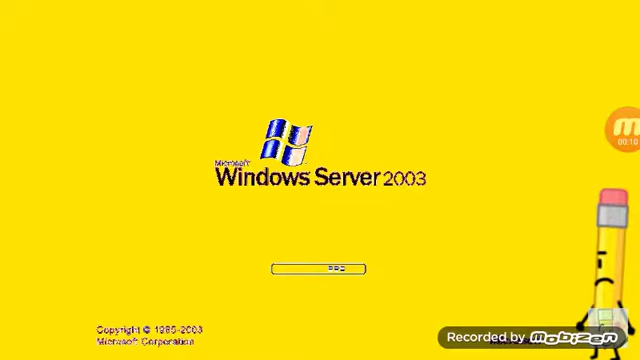 Microsoft
Windows Server 2003
00:10
Copyright © 1985-2003
Microsoft Corporation
Recorded by mobizen